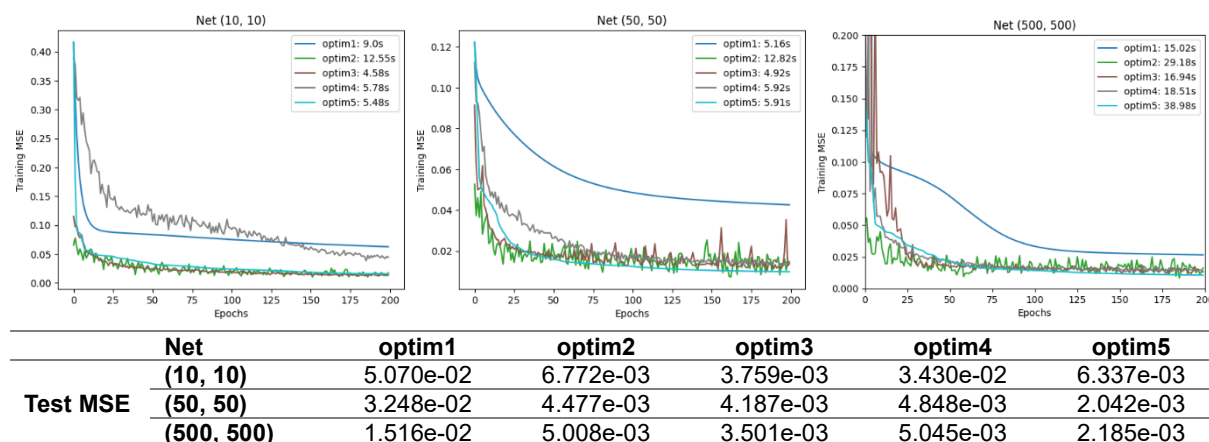 Net (10, 10)
Training MSE
0.40
0.35
0.30
0.25
0.20
0.15
0.10
0.05
0.00
optim1: 9.0s
optim2: 12.55s
optim3: 4.58s
optim4: 5.78s
optim5: 5.48s
0 25 50 75 100 125 150 175 200
Epochs
Net (50, 50)
Training MSE
0.12
0.10
0.08
0.06
0.04
0.02
optim1: 5.16s
optim2: 12.82s
optim3: 4.92s
optim4: 5.92s
optim5: 5.91s
0 25 50 75 100 125 150 175 200
Epochs
Net (500, 500)
Training MSE
0.200
0.175
0.150
0.125
0.100
0.075
0.050
0.025
0.000
optim1: 15.02s
optim2: 29.18s
optim3: 16.94s
optim4: 18.51s
optim5: 38.98s
0 25 50 75 100 125 150 175 200
Epochs
Net optim1 optim2 optim3 optim4 optim5
(10, 10) 5.070e-02 6.772e-03 3.759e-03 3.430e-02 6.337e-03
Test MSE (50, 50) 3.248e-02 4.477e-03 4.187e-03 4.848e-03 2.042e-03
(500, 500) 1.516e-02 5.008e-03 3.501e-03 5.045e-03 2.185e-03